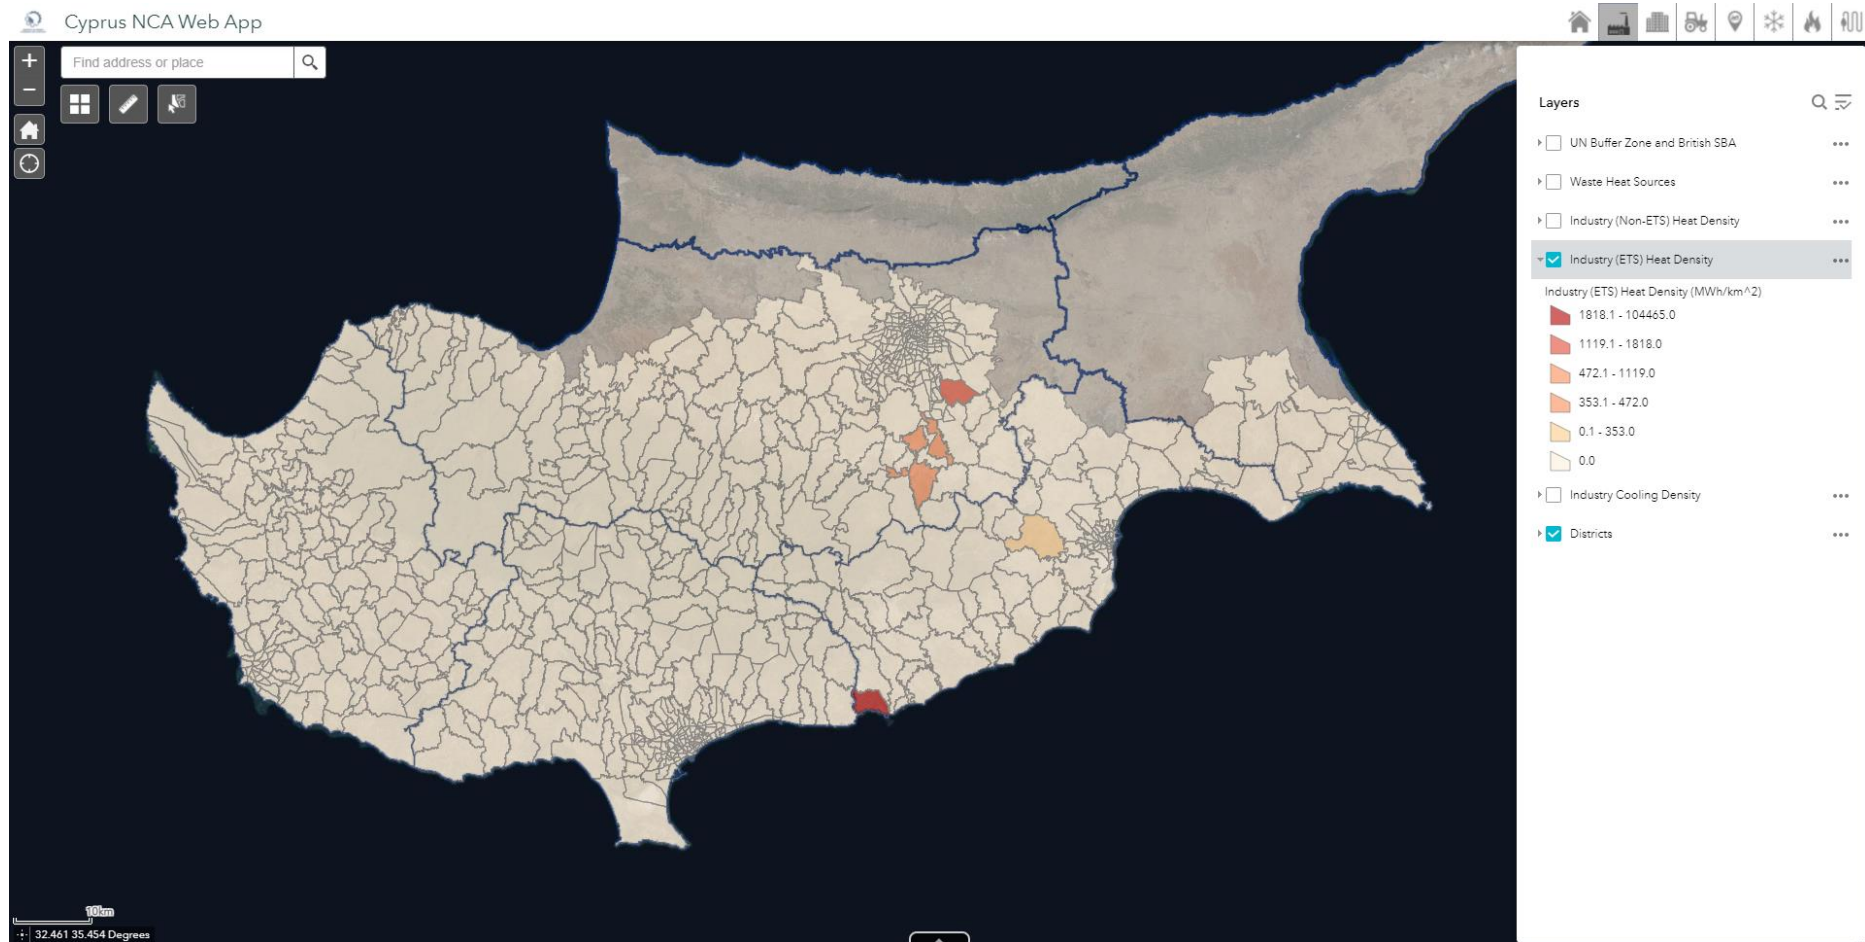 Cyprus NCA Web App
Find address or place
Layers
UN Buffer Zone and British SBA
Waste Heat Sources
Industry (Non-ETS) Heat Density
Industry (ETS) Heat Density
Industry (ETS) Heat Density (MWh/km^2)
1818.1 - 104465.0
1119.1 - 1818.0
472.1 - 1119.0
353.1 - 472.0
0.1 - 353.0
0.0
Industry Cooling Density
Districts
10km
32.461 35.454 Degrees